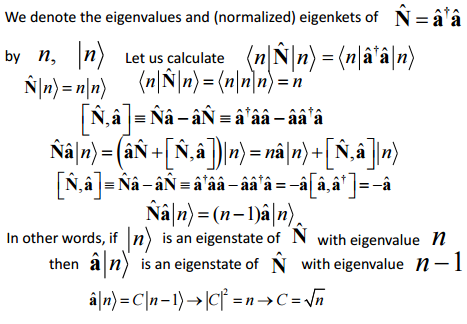 We denote the eigenvalues and (normalized) eigenkets of N̂ = â†â
by n, |n⟩ Let us calculate ⟨n|N̂|n⟩ = ⟨n|â†â|n⟩
N̂|n⟩ = n|n⟩ ⟨n|N̂|n⟩ = ⟨n|n|n⟩ = n
[N̂,â] ≡ N̂â − âN̂ ≡ â†ââ − ââ†â
N̂â|n⟩ = (âN̂ + [N̂,â])|n⟩ = nâ|n⟩ + [N̂,â]|n⟩
[N̂,â] ≡ N̂â − âN̂ ≡ â†ââ − ââ†â = −â[â,â†] = −â
N̂â|n⟩ = (n−1)â|n⟩
In other words, if |n⟩ is an eigenstate of N̂ with eigenvalue n
then â|n⟩ is an eigenstate of N̂ with eigenvalue n−1
â|n⟩ = C|n−1⟩ → |C|² = n → C = √n